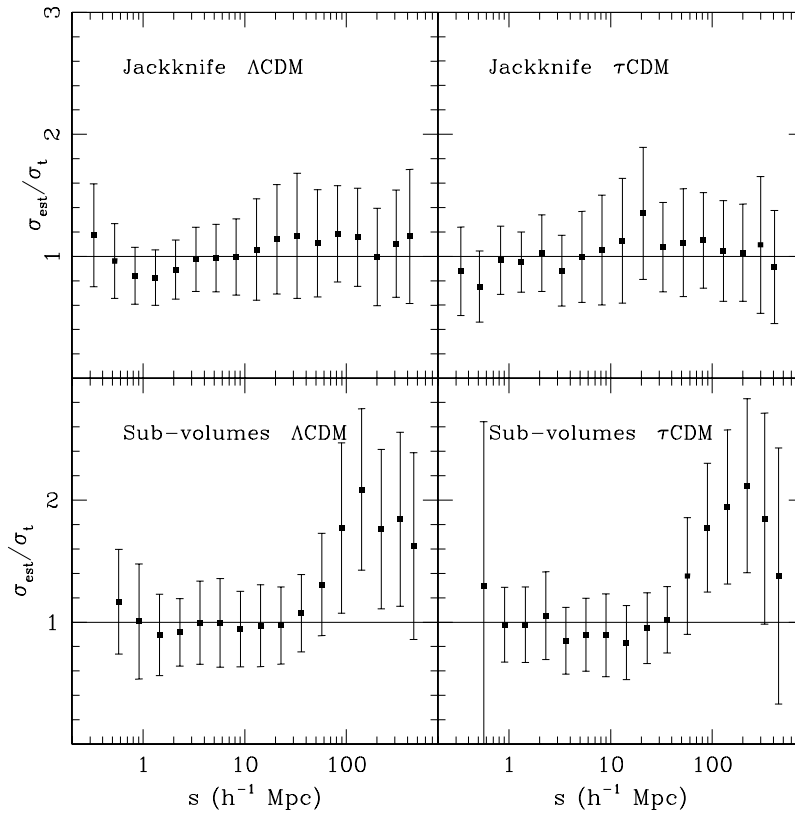 3
Jackknife ΛCDM
Jackknife τCDM
2
σest/σt
1
Sub-volumes ΛCDM
Sub-volumes τCDM
2
σest/σt
1
1 10 100
1 10 100
s (h⁻¹ Mpc)
s (h⁻¹ Mpc)